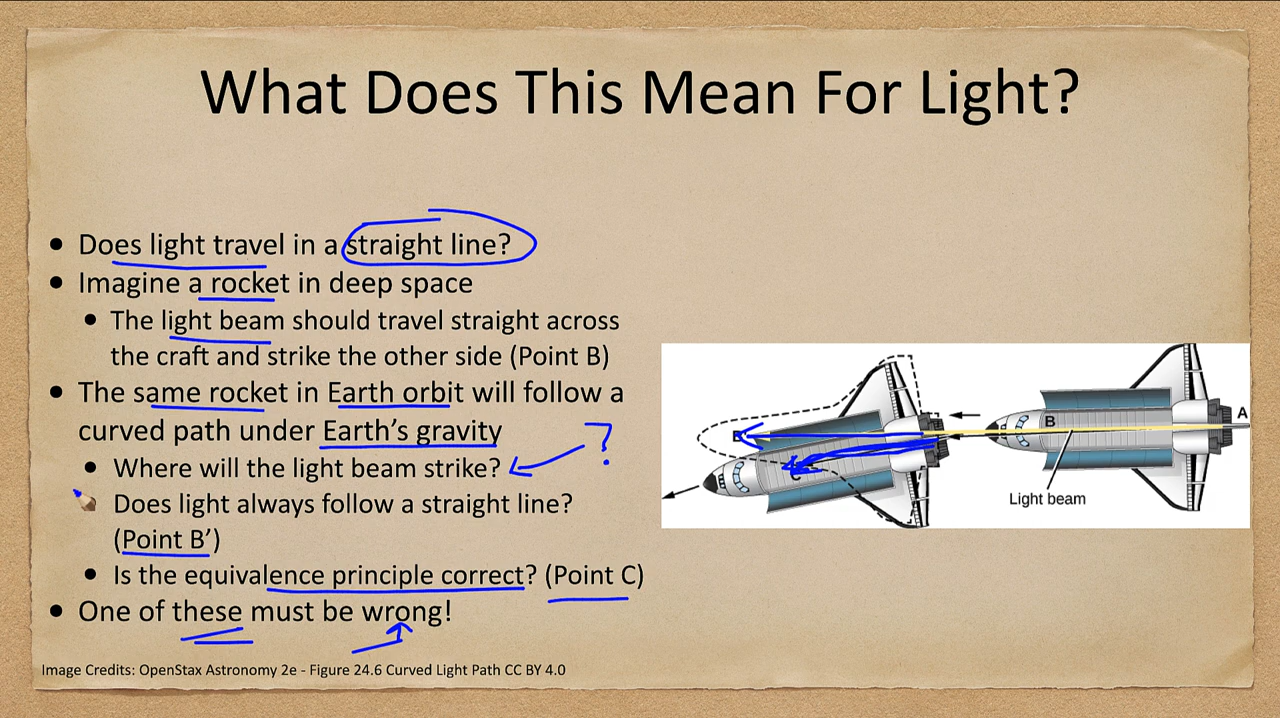 What Does This Mean For Light?
• Does light travel in a straight line?
• Imagine a rocket in deep space
• The light beam should travel straight across
the craft and strike the other side (Point B)
• The same rocket in Earth orbit will follow a
curved path under Earth's gravity
?
• Where will the light beam strike?
Does light always follow a straight line?
(Point B')
• Is the equivalence principle correct? (Point C)
• One of these must be wrong!
A
B
C
Light beam
Image Credits: OpenStax Astronomy 2e - Figure 24.6 Curved Light Path CC BY 4.0